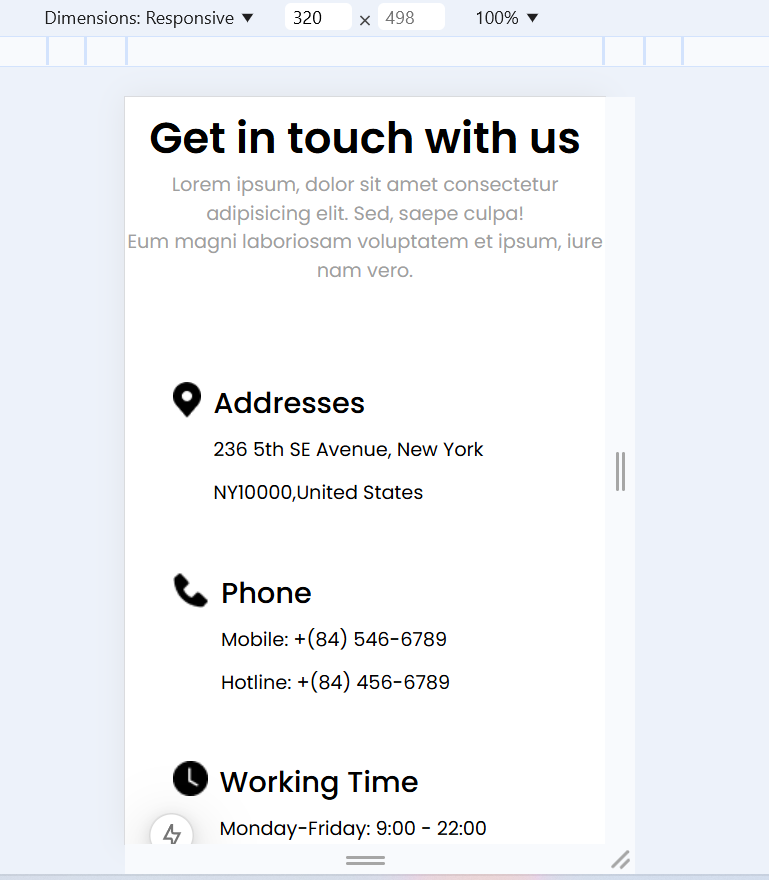 Dimensions: Responsive ▼ 320 × 498 100% ▼
Get in touch with us
Lorem ipsum, dolor sit amet consectetur
adipisicing elit. Sed, saepe culpa!
Eum magni laboriosam voluptatem et ipsum, iure
nam vero.
Addresses
236 5th SE Avenue, New York
NY10000,United States
Phone
Mobile: +(84) 546-6789
Hotline: +(84) 456-6789
Working Time
Monday-Friday: 9:00 - 22:00